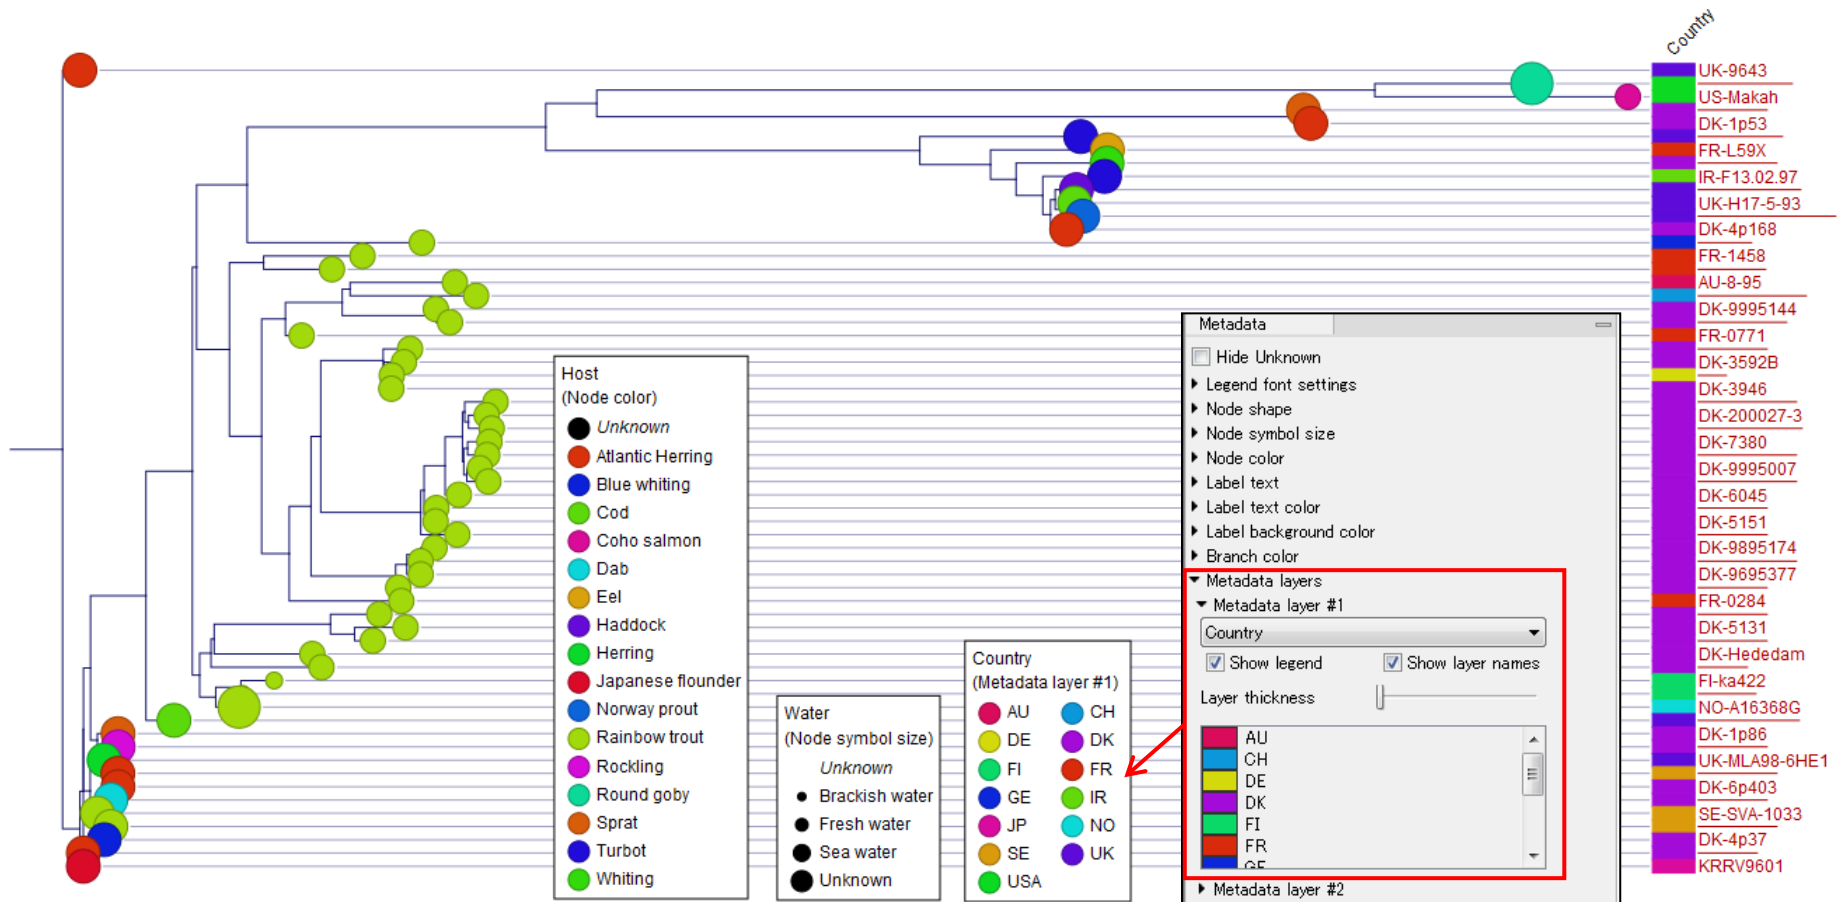 Country
UK-9643
US-Makah
DK-1p53
FR-L59X
IR-F13.02.97
UK-H17-5-93
DK-4p168
FR-1458
AU-8-95
DK-9995144
FR-0771
DK-3592B
DK-3946
DK-200027-3
DK-7380
DK-9995007
DK-6045
DK-5151
DK-9895174
DK-9695377
FR-0284
DK-5131
DK-Hededam
FI-ka422
NO-A16368G
DK-1p86
UK-MLA98-6HE1
DK-6p403
SE-SVA-1033
DK-4p37
KRRV9601
Host
(Node color)
Unknown
Atlantic Herring
Blue whiting
Cod
Coho salmon
Dab
Eel
Haddock
Herring
Japanese flounder
Norway prout
Rainbow trout
Rockling
Round goby
Sprat
Turbot
Whiting
Water
(Node symbol size)
Unknown
Brackish water
Fresh water
Sea water
Unknown
Country
(Metadata layer #1)
AU CH
DE DK
FI FR
GE IR
JP NO
SE UK
USA
Metadata
Hide Unknown
Legend font settings
Node shape
Node symbol size
Node color
Label text
Label text color
Label background color
Branch color
Metadata layers
Metadata layer #1
Country
Show legend Show layer names
Layer thickness
AU
CH
DE
DK
FI
FR
GE
Metadata layer #2